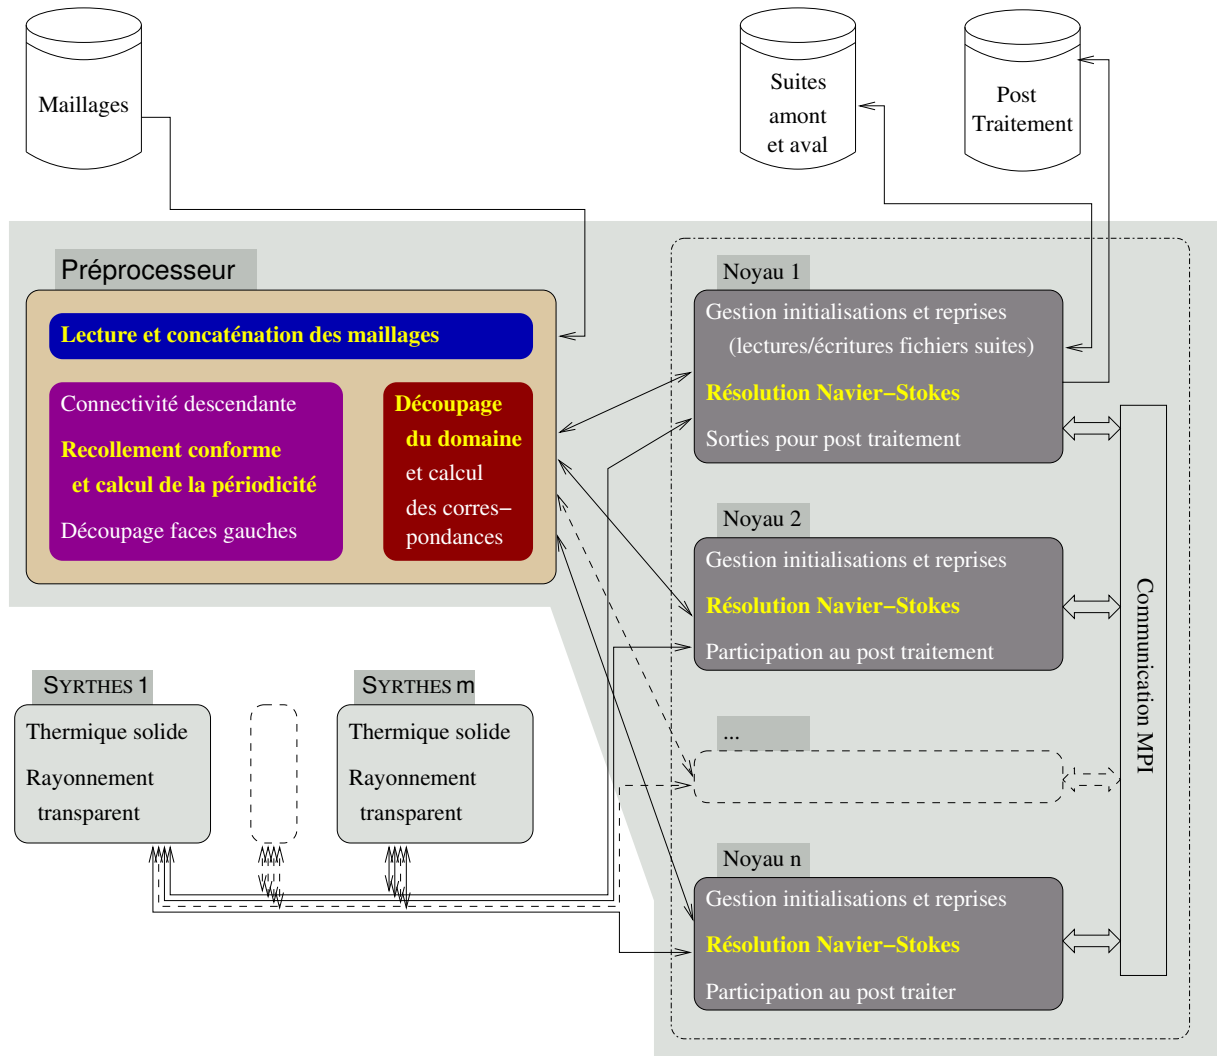 Maillages
Suites
amont
et aval
Post
Traitement
Préprocesseur
Lecture et concaténation des maillages
Connectivité descendante
Recollement conforme
et calcul de la périodicité
Découpage faces gauches
Découpage
du domaine
et calcul
des corres–
pondances
Noyau 1
Gestion initialisations et reprises
(lectures/écritures fichiers suites)
Résolution Navier–Stokes
Sorties pour post traitement
Noyau 2
Gestion initialisations et reprises
Résolution Navier–Stokes
Participation au post traitement
...
Noyau n
Gestion initialisations et reprises
Résolution Navier–Stokes
Participation au post traiter
Communication MPI
SYRTHES 1
Thermique solide
Rayonnement
transparent
SYRTHES m
Thermique solide
Rayonnement
transparent